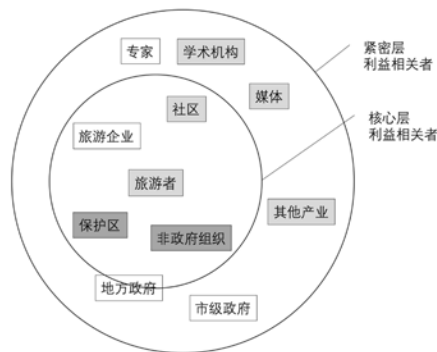 专家
学术机构
紧密层
利益相关者
媒体
社区
核心层
利益相关者
旅游企业
旅游者
其他产业
保护区
非政府组织
地方政府
市级政府